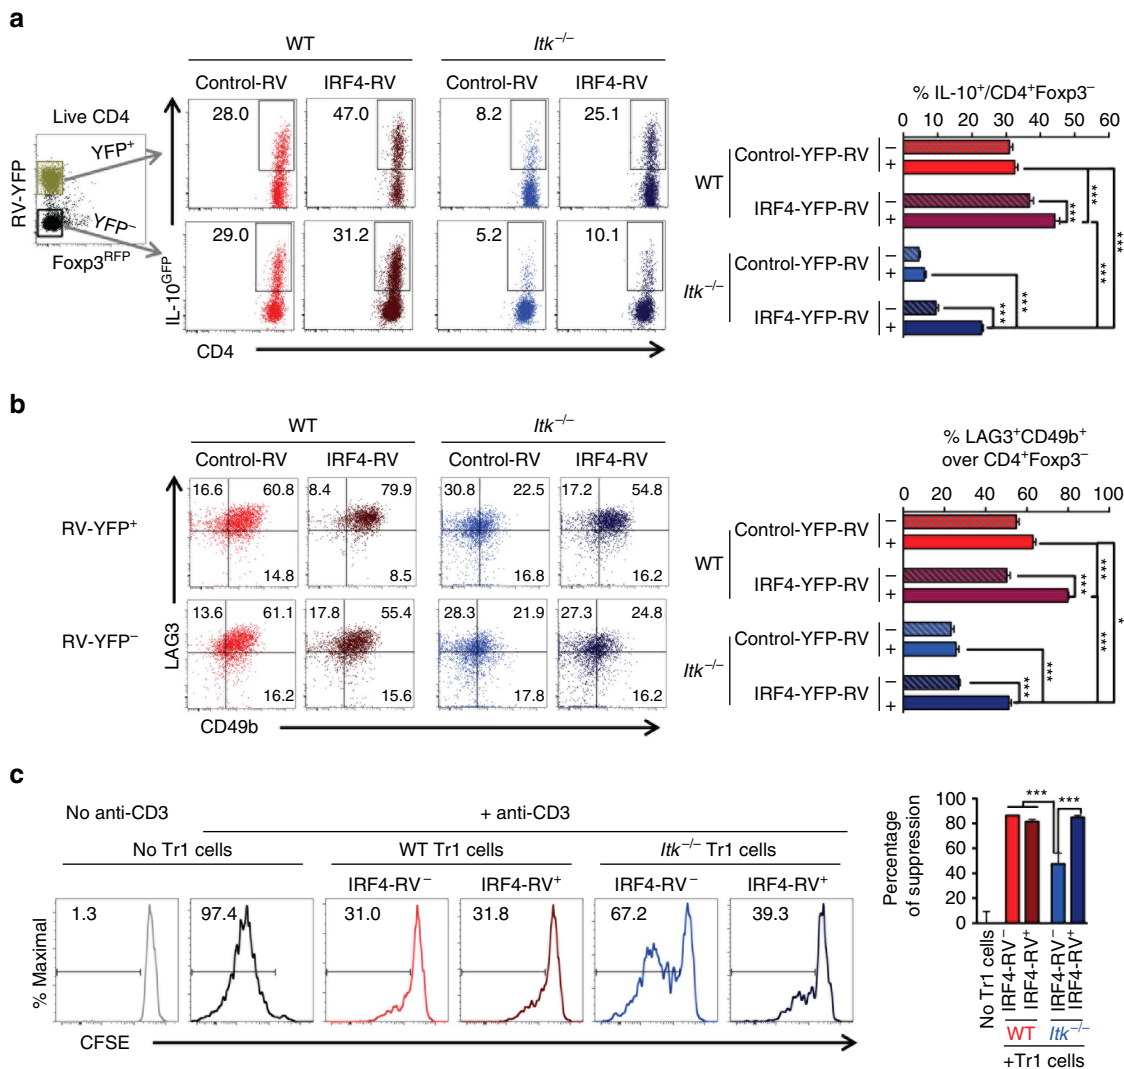 a
WT
Itk–/–
Control-RV
IRF4-RV
Control-RV
IRF4-RV
% IL-10+/CD4+Foxp3–
0 10 20 30 40 50 60
Live CD4
RV-YFP
YFP+
YFP–
Foxp3RFP
28.0
47.0
8.2
25.1
29.0
31.2
5.2
10.1
IL-10GFP
CD4
WT
Control-YFP-RV
–
+
IRF4-YFP-RV
–
+
Itk–/–
Control-YFP-RV
–
+
IRF4-YFP-RV
–
+
***
***
***
***
***
***
b
WT
Itk–/–
Control-RV
IRF4-RV
Control-RV
IRF4-RV
% LAG3+CD49b+
over CD4+Foxp3–
0 20 40 60 80 100
RV-YFP+
16.6 60.8
8.4 79.9
30.8 22.5
17.2 54.8
14.8
8.5
16.8
16.2
RV-YFP–
13.6 61.1
17.8 55.4
28.3 21.9
27.3 24.8
16.2
15.6
17.8
16.2
LAG3
CD49b
WT
Control-YFP-RV
–
+
IRF4-YFP-RV
–
+
Itk–/–
Control-YFP-RV
–
+
IRF4-YFP-RV
–
+
***
***
*
***
***
***
c
No anti-CD3
+ anti-CD3
No Tr1 cells
WT Tr1 cells
Itk–/– Tr1 cells
IRF4-RV–
IRF4-RV+
IRF4-RV–
IRF4-RV+
1.3
97.4
31.0
31.8
67.2
39.3
% Maximal
CFSE
Percentage
of suppression
100
80
60
40
20
0
***
***
No Tr1 cells
IRF4-RV–
IRF4-RV+
IRF4-RV–
IRF4-RV+
WT
Itk–/–
+Tr1 cells